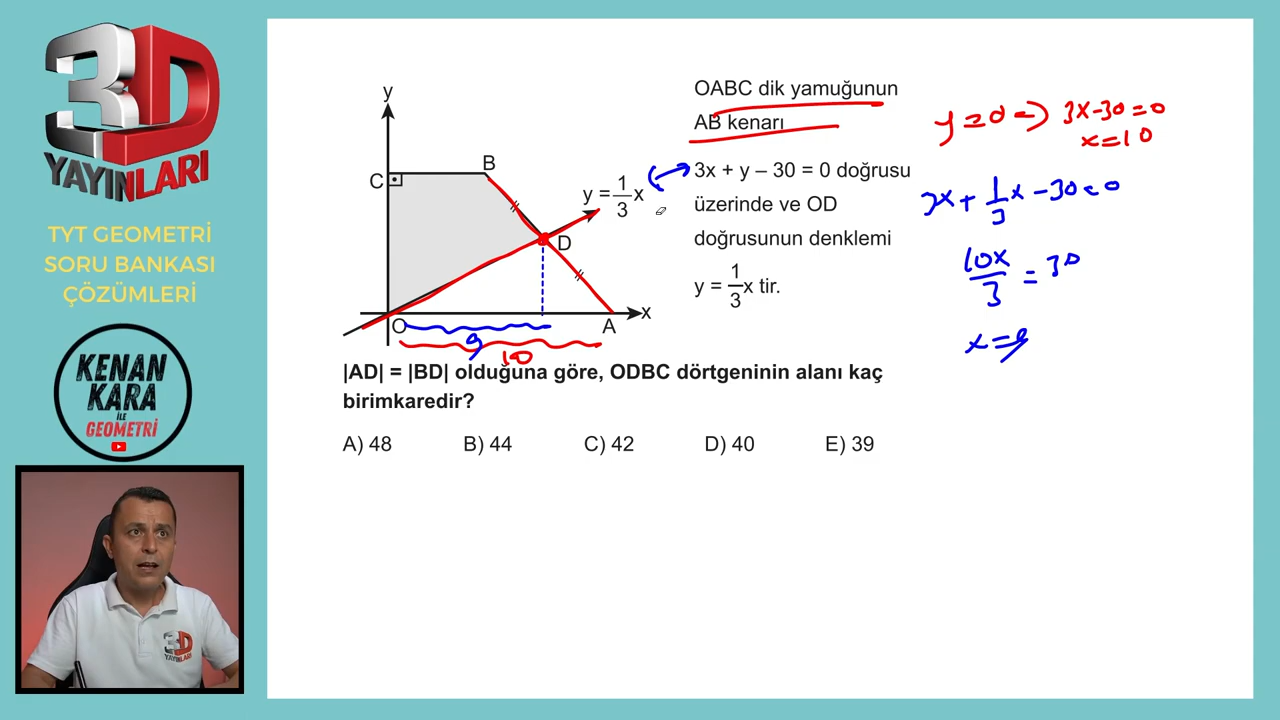 3D
YAYINLARI
TYT GEOMETRİ
SORU BANKASI
ÇÖZÜMLERİ
KENAN
KARA
İLE
GEOMETRİ
3D
YAYINLARI
y
C
B
y = 1/3 x
D
O
A
x
9
10
OABC dik yamuğunun
AB kenarı
3x + y – 30 = 0 doğrusu
üzerinde ve OD
doğrusunun denklemi
y = 1/3 x tir.
y=0 => 3x-30=0
x=10
3x + 1/3 x - 30 = 0
10x/3 = 30
x=9
|AD| = |BD| olduğuna göre, ODBC dörtgeninin alanı kaç
birimkaredir?
A) 48 B) 44 C) 42 D) 40 E) 39